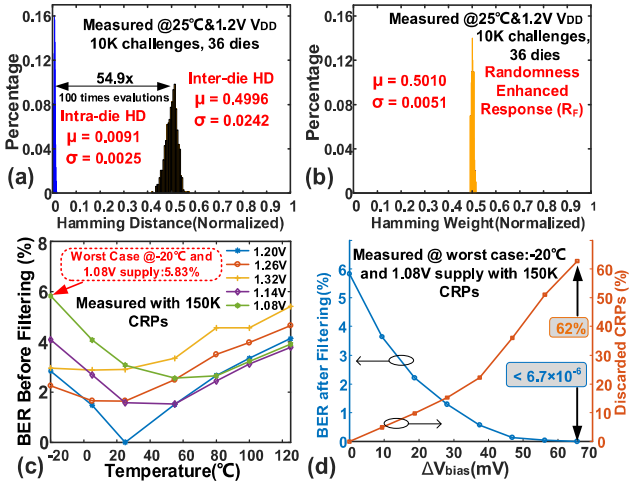 Measured @25℃&1.2V VDD
10K challenges, 36 dies
54.9x
100 times evalutions
Intra-die HD
μ = 0.0091
σ = 0.0025
Inter-die HD
μ = 0.4996
σ = 0.0242
Percentage
0.16
0.12
0.08
0.04
0
0 0.1 0.2 0.3 0.4 0.5 0.6 0.7 0.8 0.9 1
Hamming Distance(Normalized)
(a)
Measured @25℃&1.2V VDD
10K challenges,
36 dies
μ = 0.5010
σ = 0.0051
Randomness
Enhanced
Response (RF)
Percentage
0.16
0.12
0.08
0.04
0
0 0.1 0.2 0.3 0.4 0.5 0.6 0.7 0.8 0.9 1
Hamming Weight(Normalized)
(b)
Worst Case @-20℃ and
1.08V supply:5.83%
Measured with 150K
CRPs
1.20V
1.26V
1.32V
1.14V
1.08V
BER Before Filtering (%)
8
6
4
2
0
-20 0 20 40 60 80 100 120
Temperature(℃)
(c)
Measured @ worst case:-20℃
and 1.08V supply with 150K
CRPs
62%
< 6.7×10-6
BER after Filtering(%)
7
6
5
4
3
2
1
0
0 10 20 30 40 50 60 70
ΔVbias(mV)
Discarded CRPs (%)
60%
50
40
30
20
15
10
5
0
(d)